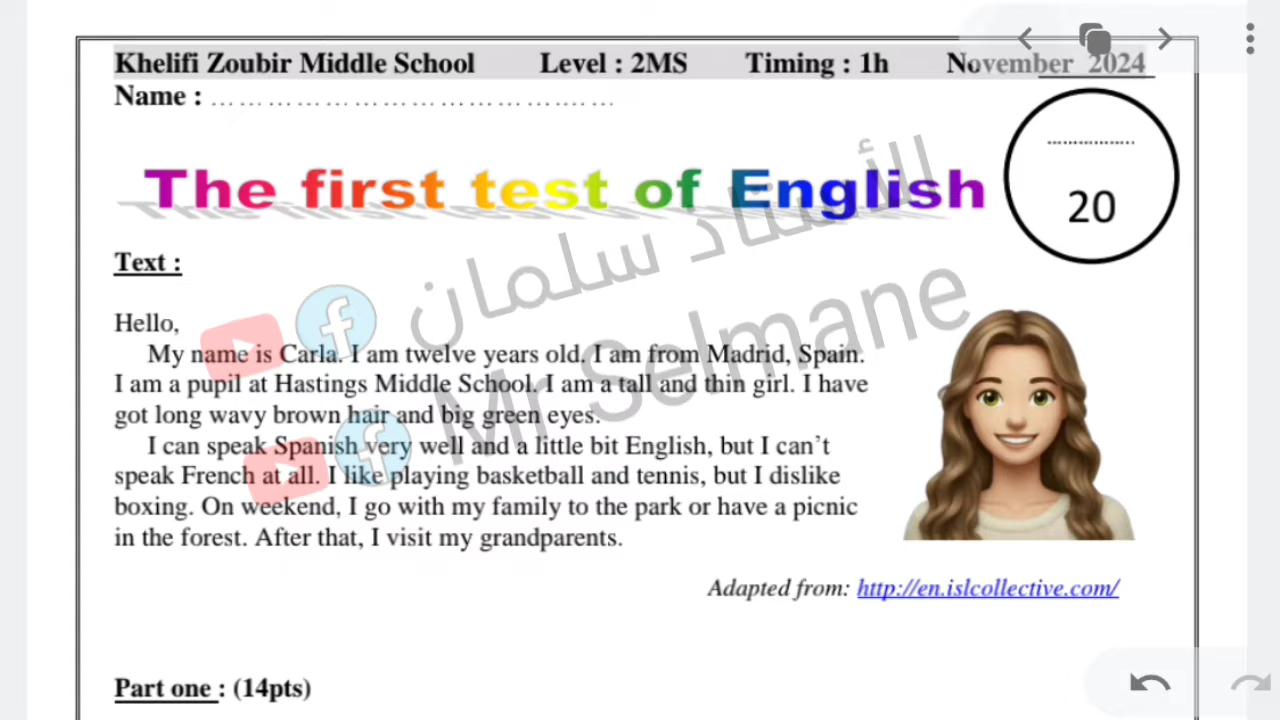 Khelifi Zoubir Middle School Level : 2MS Timing : 1h November 2024
Name : ……………………………………
................
20
The first test of English
Text :
Hello,
My name is Carla. I am twelve years old. I am from Madrid, Spain.
I am a pupil at Hastings Middle School. I am a tall and thin girl. I have
got long wavy brown hair and big green eyes.
I can speak Spanish very well and a little bit English, but I can't
speak French at all. I like playing basketball and tennis, but I dislike
boxing. On weekend, I go with my family to the park or have a picnic
in the forest. After that, I visit my grandparents.
Adapted from: http://en.islcollective.com/
Part one : (14pts)
الأستاذ سلمان
Mr Selmane